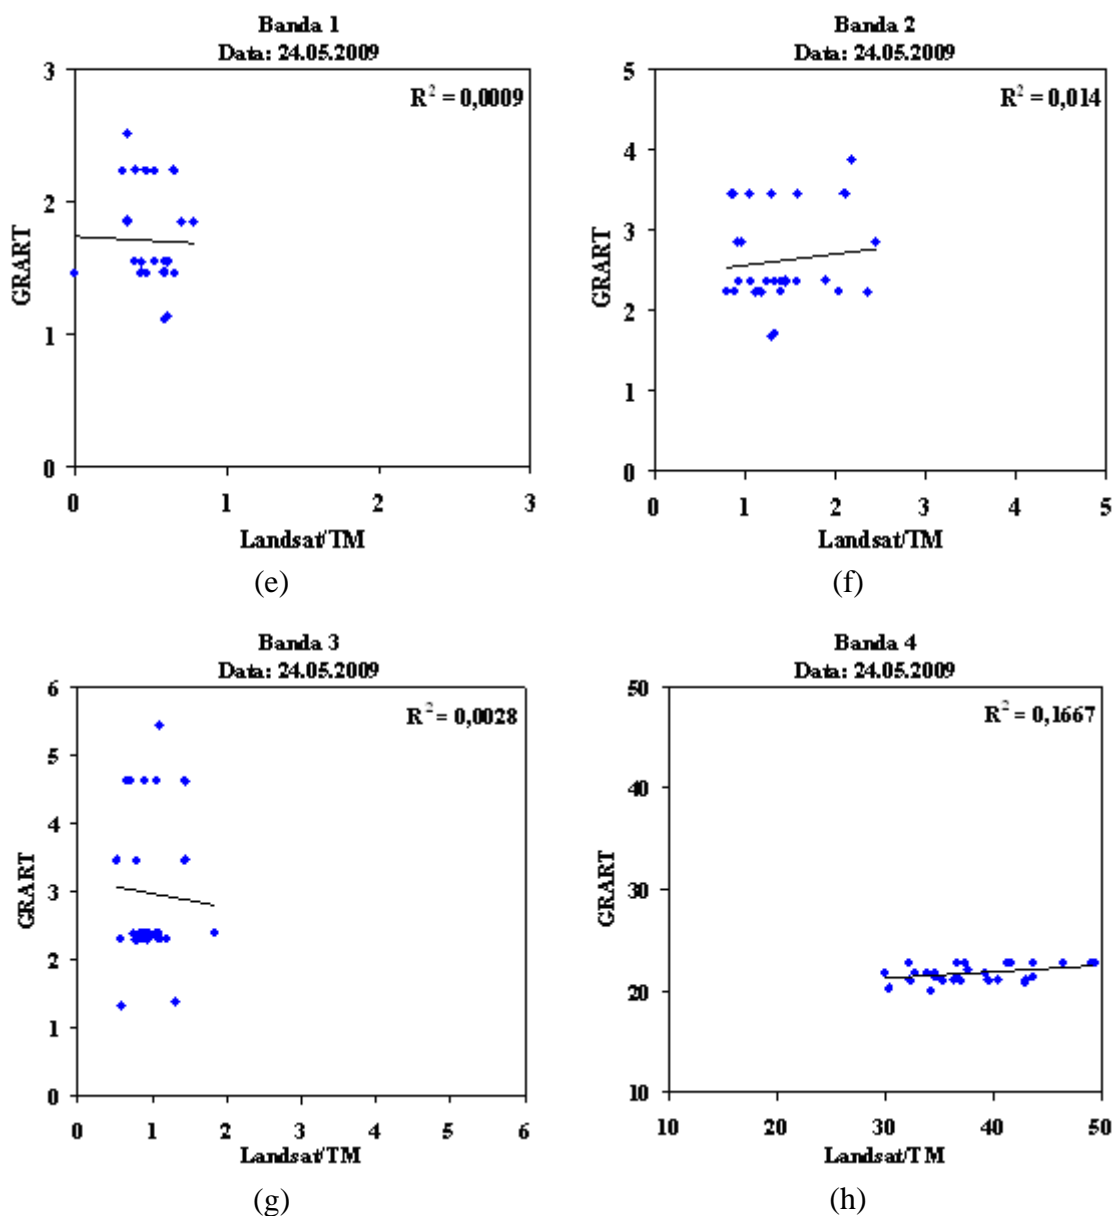 Banda 1
Data: 24.05.2009
R² = 0,0009
3
2
1
0
GRART
0 1 2 3
Landsat/TM
(e)
Banda 2
Data: 24.05.2009
R² = 0,014
5
4
3
2
1
0
GRART
0 1 2 3 4 5
Landsat/TM
(f)
Banda 3
Data: 24.05.2009
R² = 0,0028
6
5
4
3
2
1
0
GRART
0 1 2 3 4 5 6
Landsat/TM
(g)
Banda 4
Data: 24.05.2009
R² = 0,1667
50
40
30
20
10
GRART
10 20 30 40 50
Landsat/TM
(h)